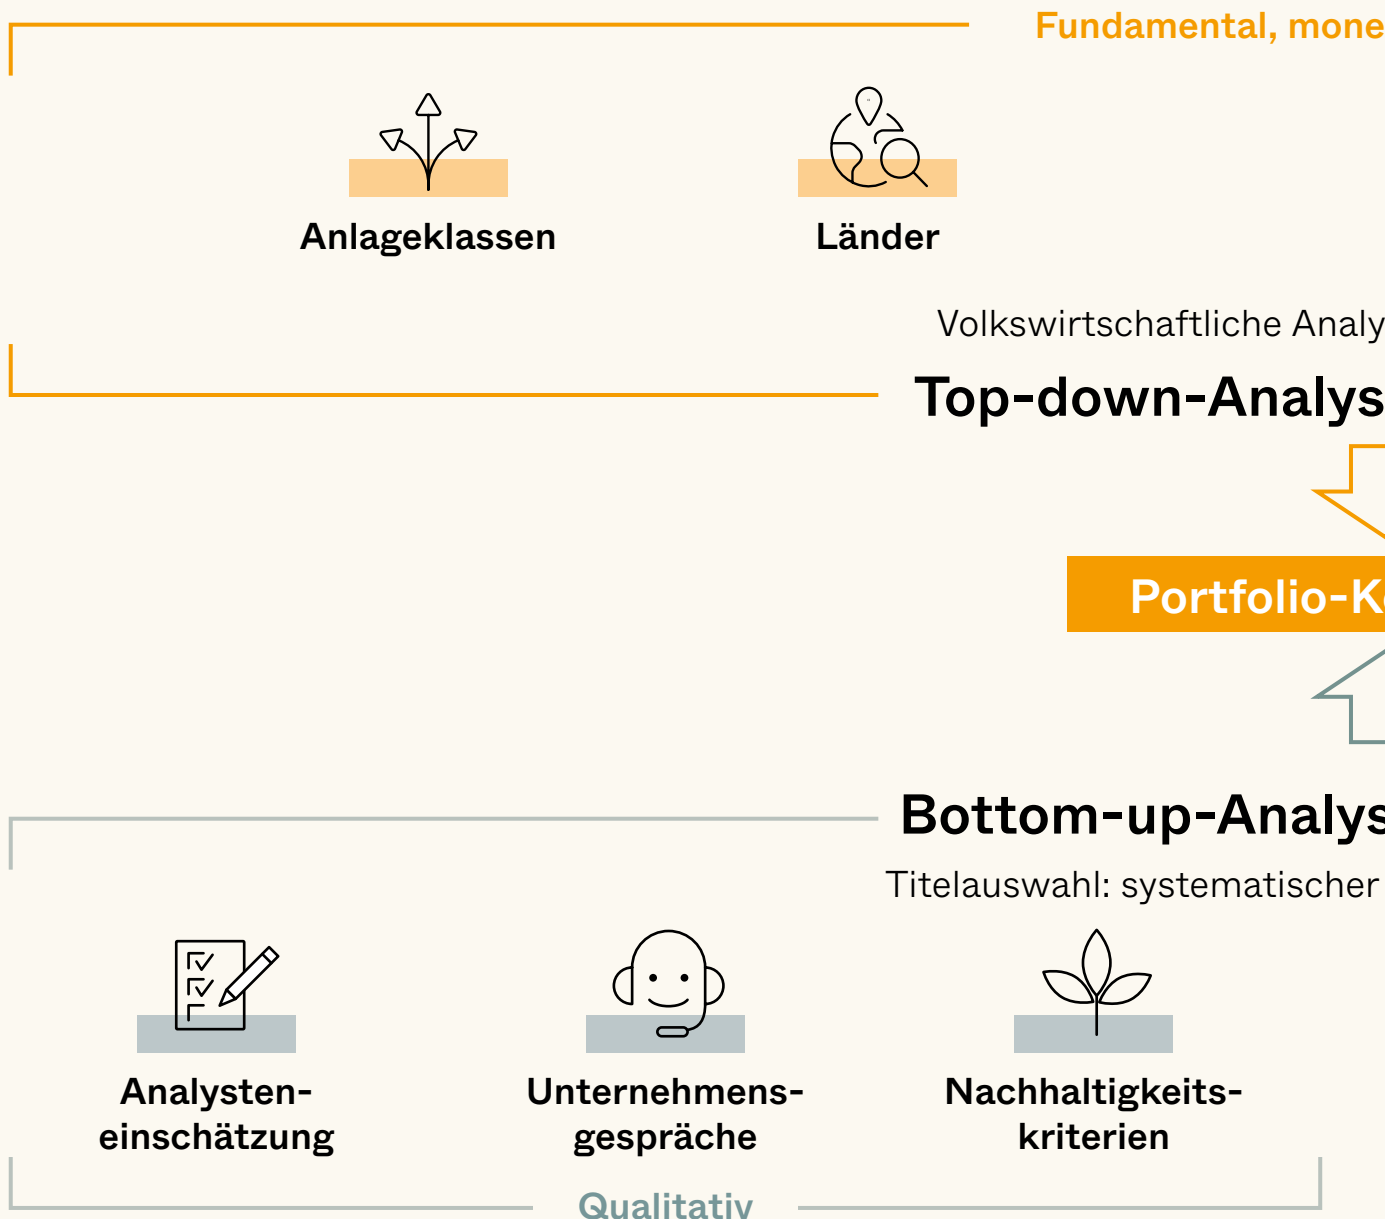 Fundamental, mone
Anlageklassen
Länder
Volkswirtschaftliche Analy
Top-down-Analys
Portfolio-K
Bottom-up-Analys
Titelauswahl: systematischer
Analysten-
einschätzung
Unternehmens-
gespräche
Nachhaltigkeits-
kriterien
Qualitativ